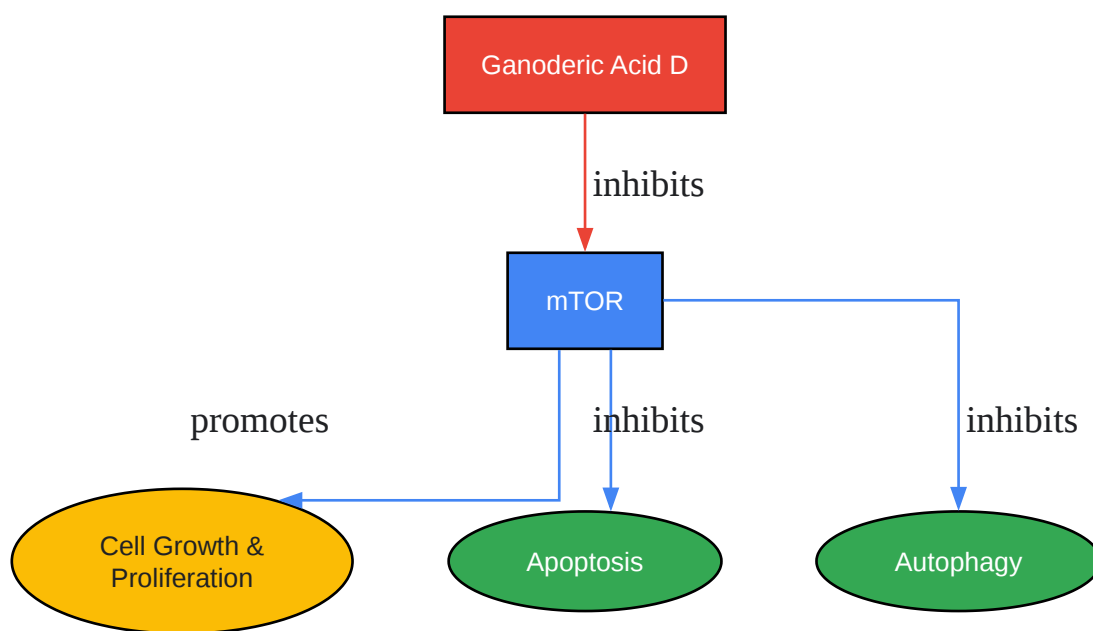 Ganoderic Acid D
inhibits
mTOR
promotes
inhibits
inhibits
Cell Growth &
Proliferation
Apoptosis
Autophagy